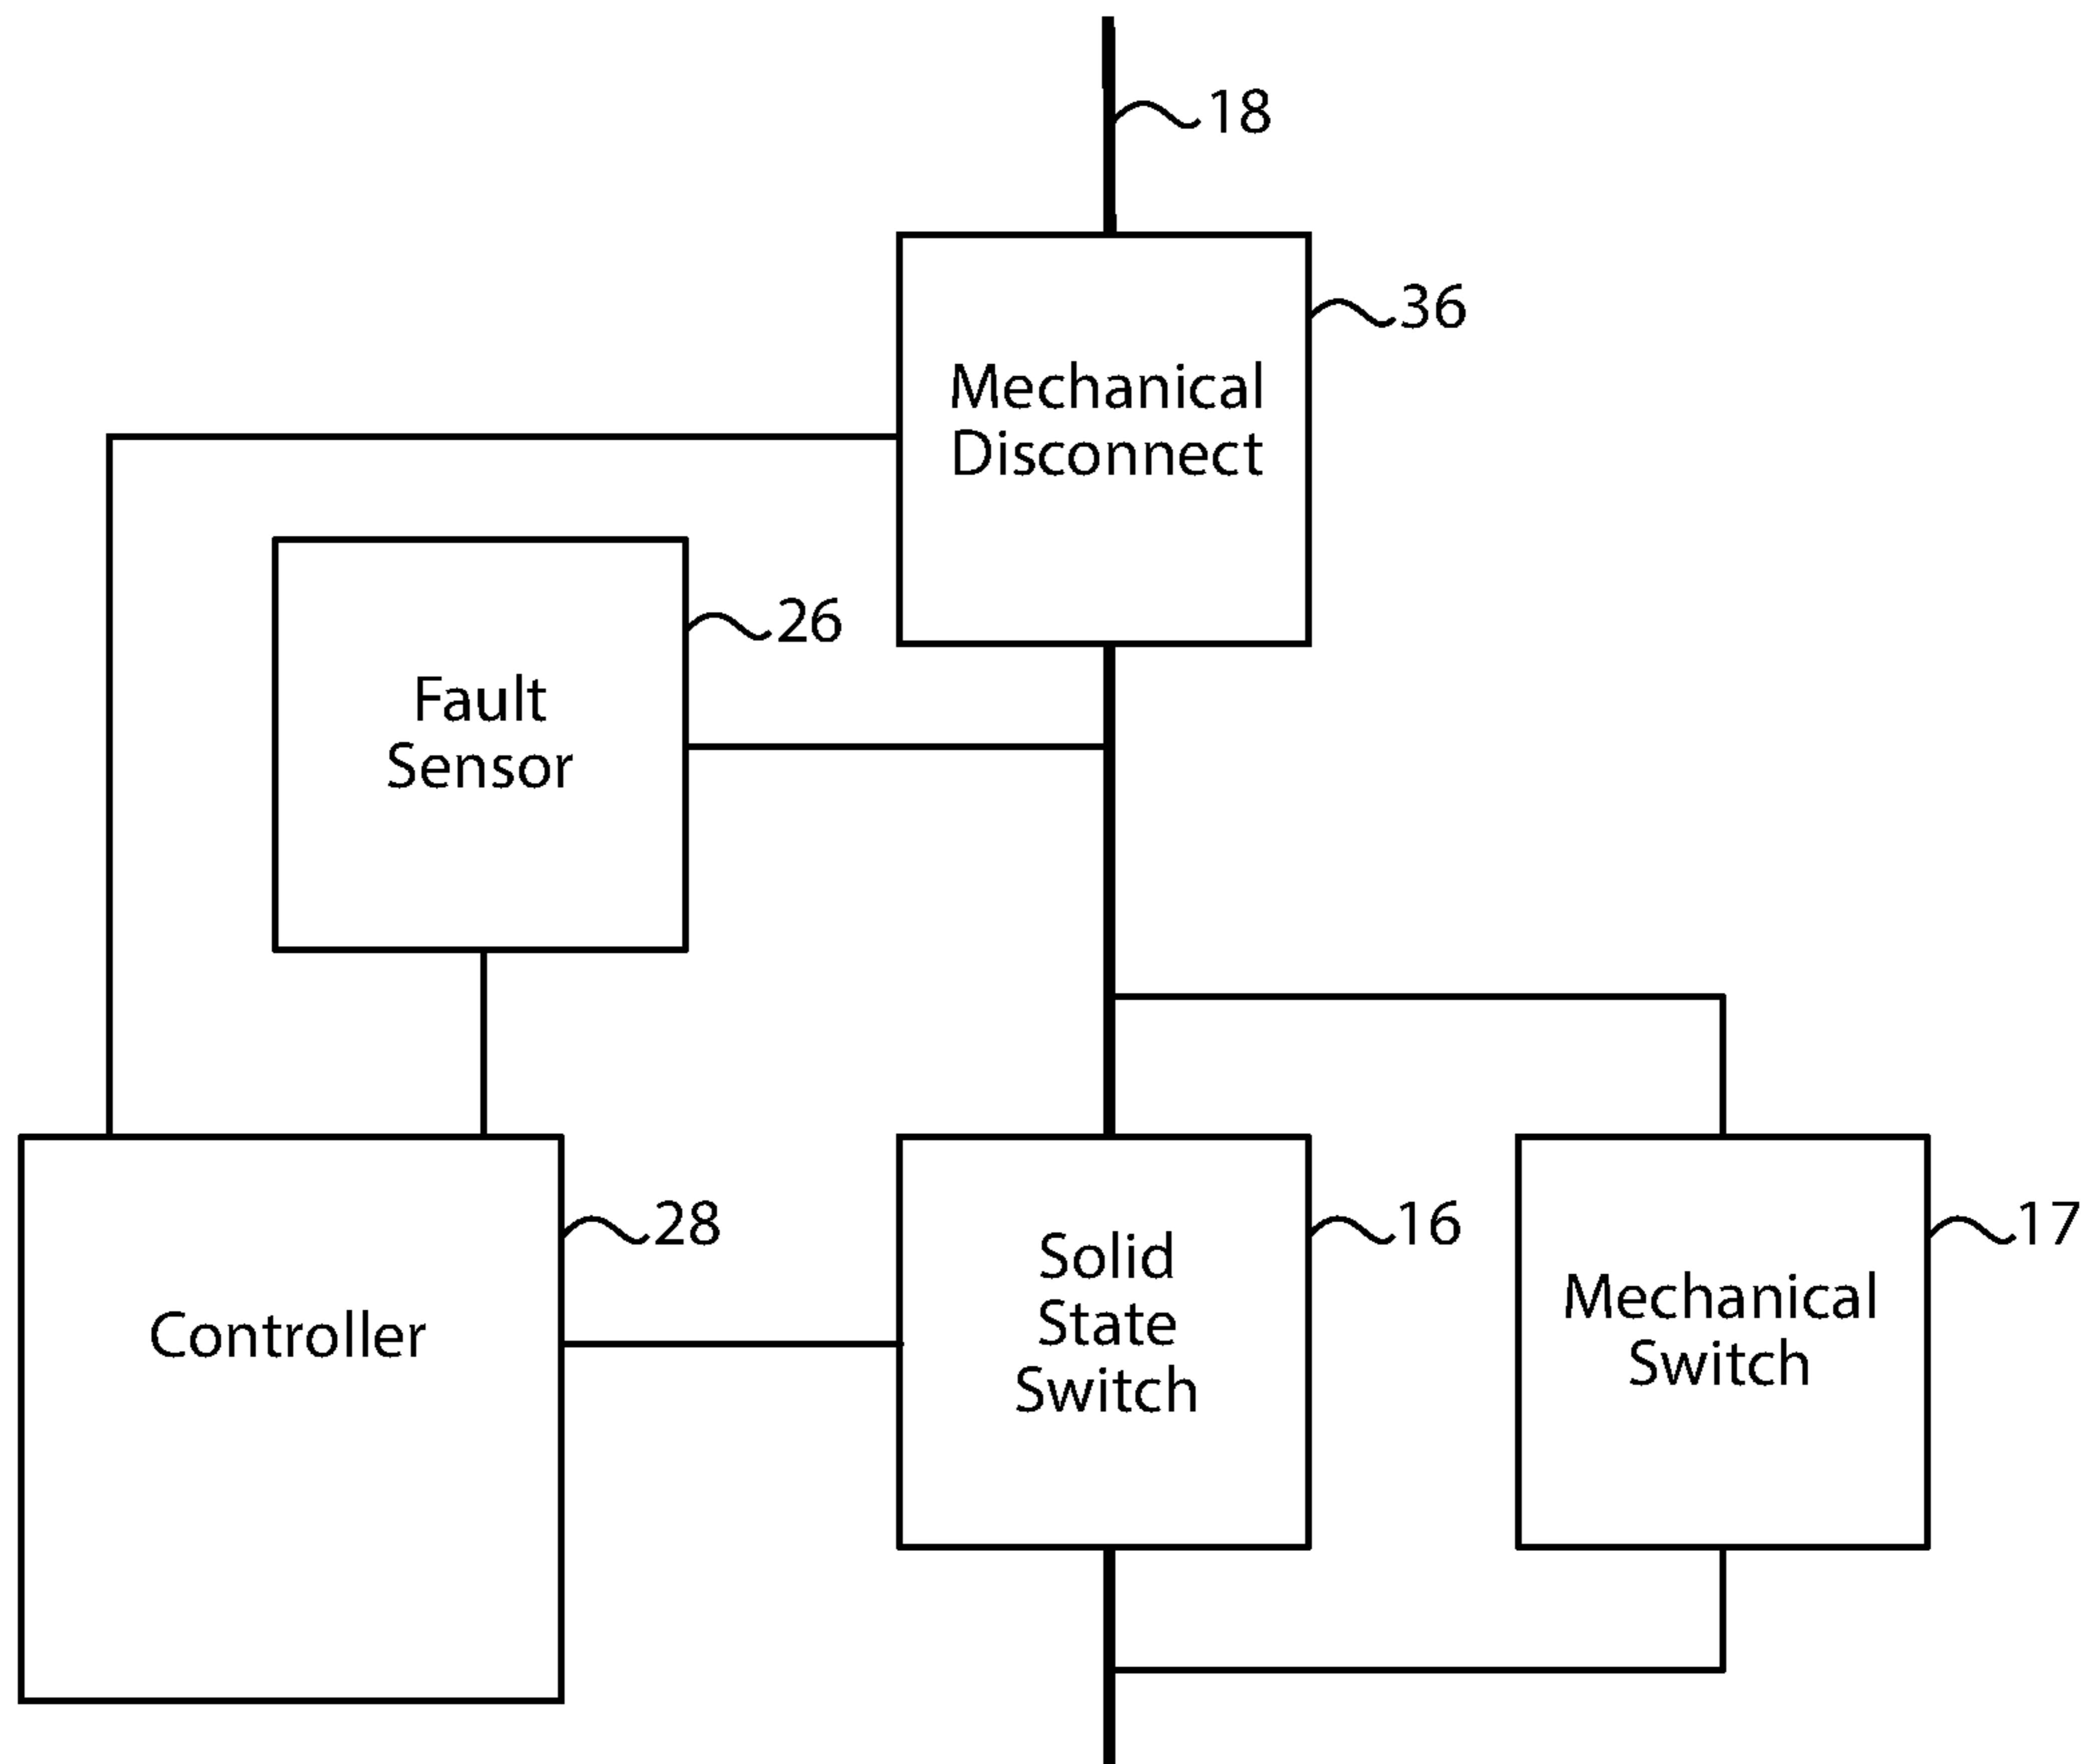 18
36
Mechanical
Disconnect
26
Fault
Sensor
28
Controller
16
Solid
State
Switch
17
Mechanical
Switch